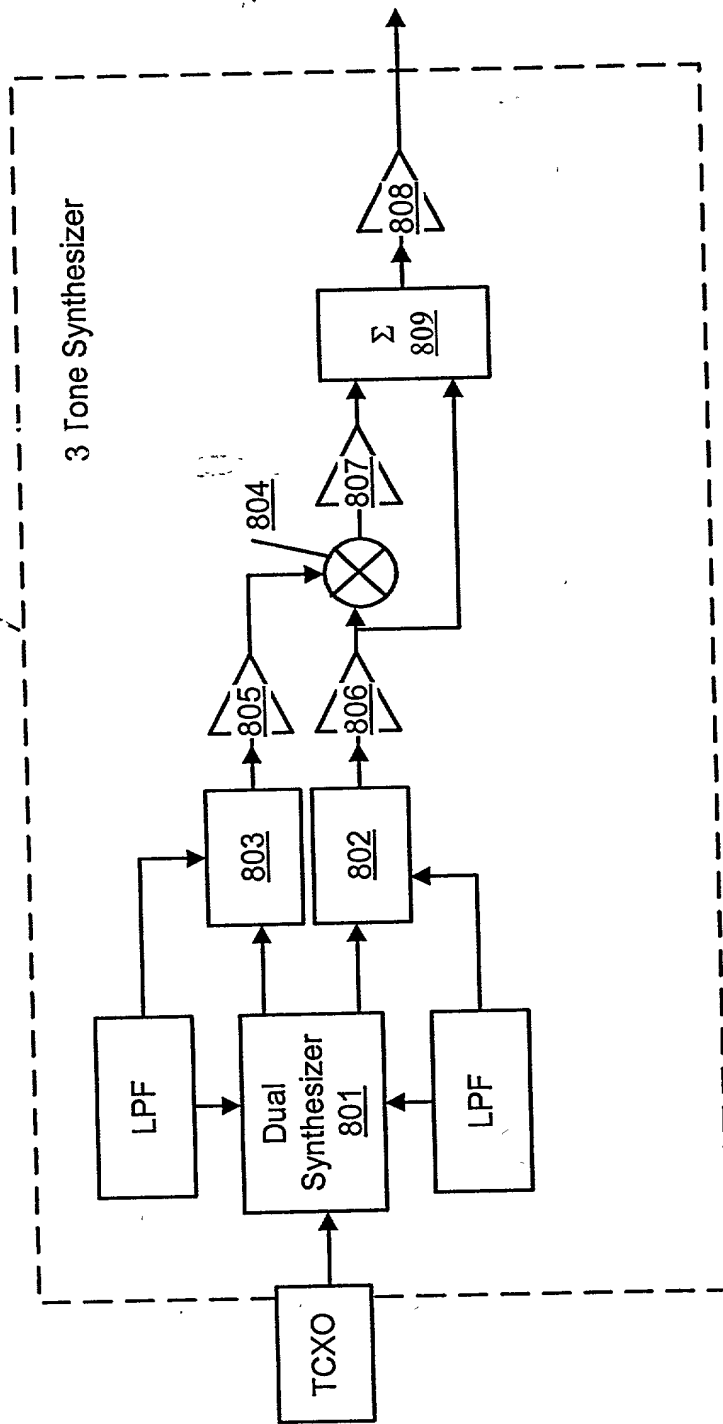 3 Tone Synthesizer
TCXO
LPF
Dual
Synthesizer
801
LPF
803
802
805
806
804
807
Σ
809
808